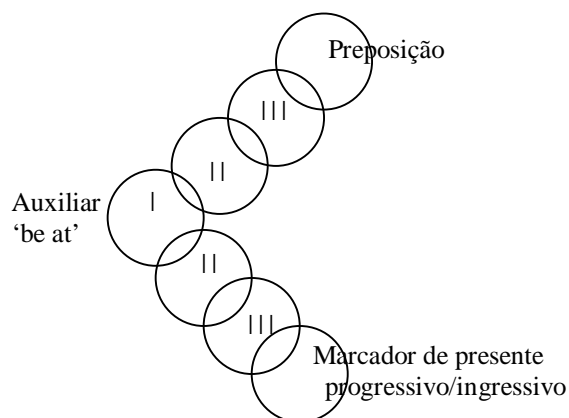 Preposição
III
II
Auxiliar
‘be at’
I
II
III
Marcador de presente
progressivo/ingressivo